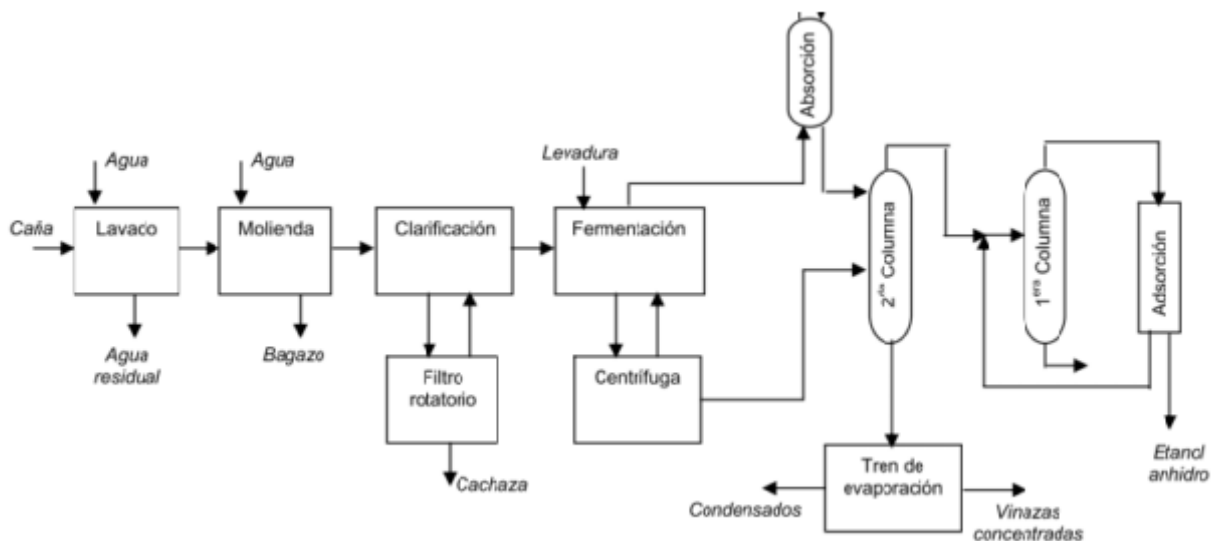 Absorción
Agua
Agua
Levadura
Caña
Lavado
Molienda
Clarificación
Fermentación
2da Columna
1era Columna
Adsorción
Agua
residual
Bagazo
Filtro
rotatorio
Centrífuga
Cachaza
Tren de
evaporación
Condensados
Vinazas
concentradas
Etanol
anhidro